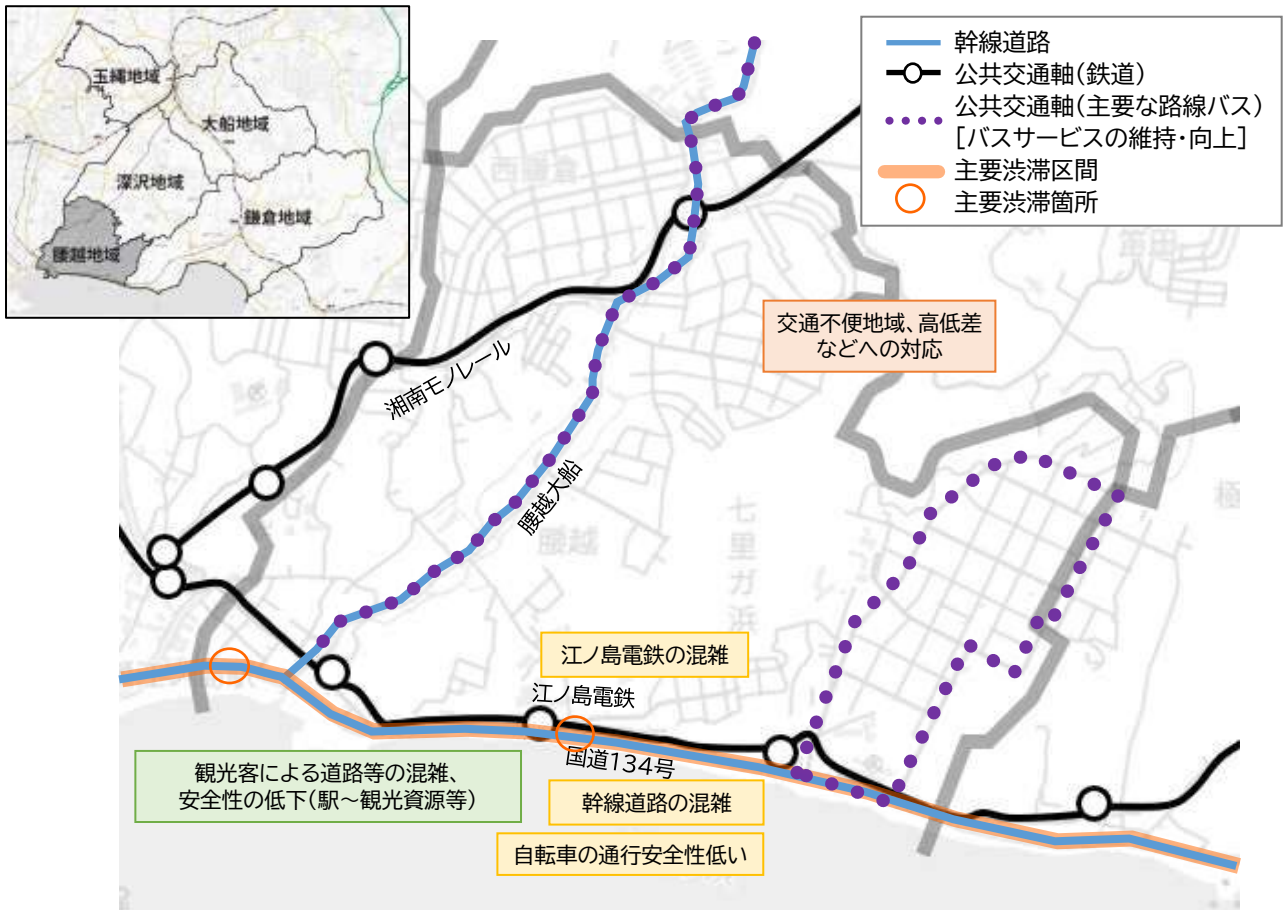 玉縄地域
大船地域
深沢地域
鎌倉地域
腰越地域
幹線道路
公共交通軸(鉄道)
公共交通軸(主要な路線バス)
[バスサービスの維持・向上]
主要渋滞区間
主要渋滞箇所
西鎌倉
交通不便地域、高低差
などへの対応
湘南モノレール
腰越大船
腰越
七里ガ浜
極
江ノ島電鉄の混雑
江ノ島電鉄
国道134号
観光客による道路等の混雑、
安全性の低下(駅～観光資源等)
幹線道路の混雑
自転車の通行安全性低い